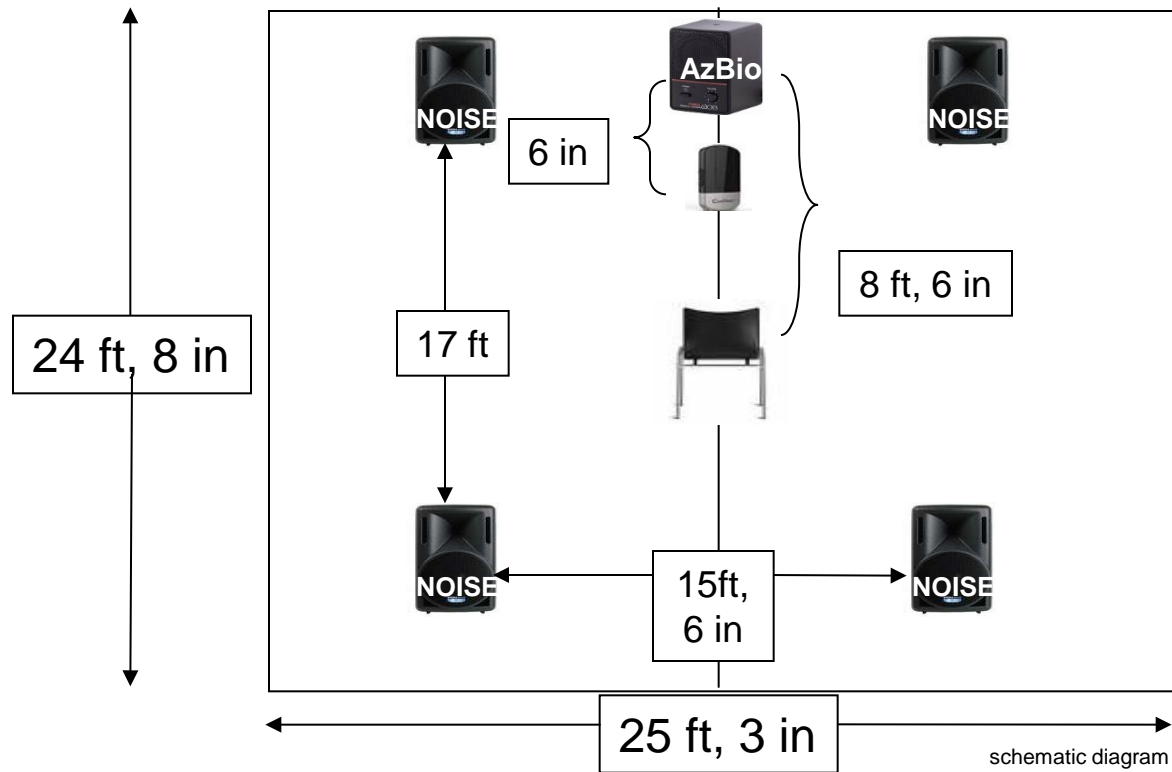 AzBio
NOISE
NOISE
6 in
8 ft, 6 in
24 ft, 8 in
17 ft
NOISE
NOISE
15ft,
6 in
25 ft, 3 in
schematic diagram